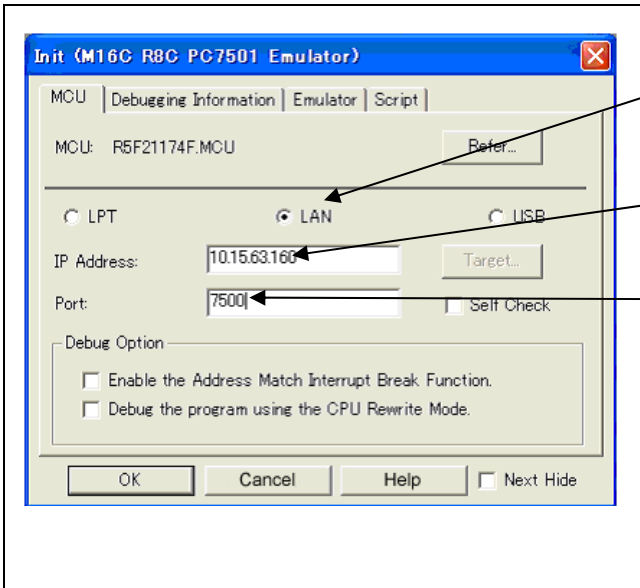 Init (M16C R8C PC7501 Emulator)
MCU Debugging Information Emulator Script
MCU: R5F21174F.MCU Refer...
LPT LAN USB
IP Address: 10.15.63.160 Target...
Port: 7500 Self Check
Debug Option
Enable the Address Match Interrupt Break Function.
Debug the program using the CPU Rewrite Mode.
OK Cancel Help Next Hide